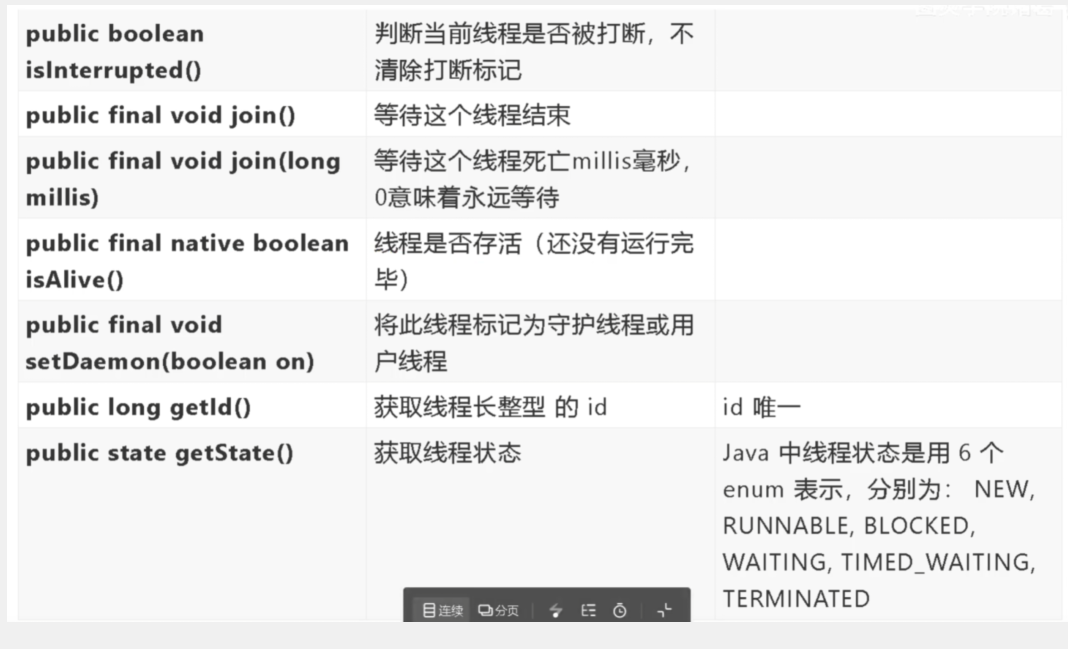 public boolean
isInterrupted()
判断当前线程是否被打断，不
清除打断标记
public final void join()
等待这个线程结束
public final void join(long
millis)
等待这个线程死亡millis毫秒，
0意味着永远等待
public final native boolean
isAlive()
线程是否存活（还没有运行完
毕）
public final void
setDaemon(boolean on)
将此线程标记为守护线程或用
户线程
public long getId()
获取线程长整型 的 id
id 唯一
public state getState()
获取线程状态
Java 中线程状态是用 6 个
enum 表示，分别为： NEW,
RUNNABLE, BLOCKED,
WAITING, TIMED_WAITING,
TERMINATED
连续
分页